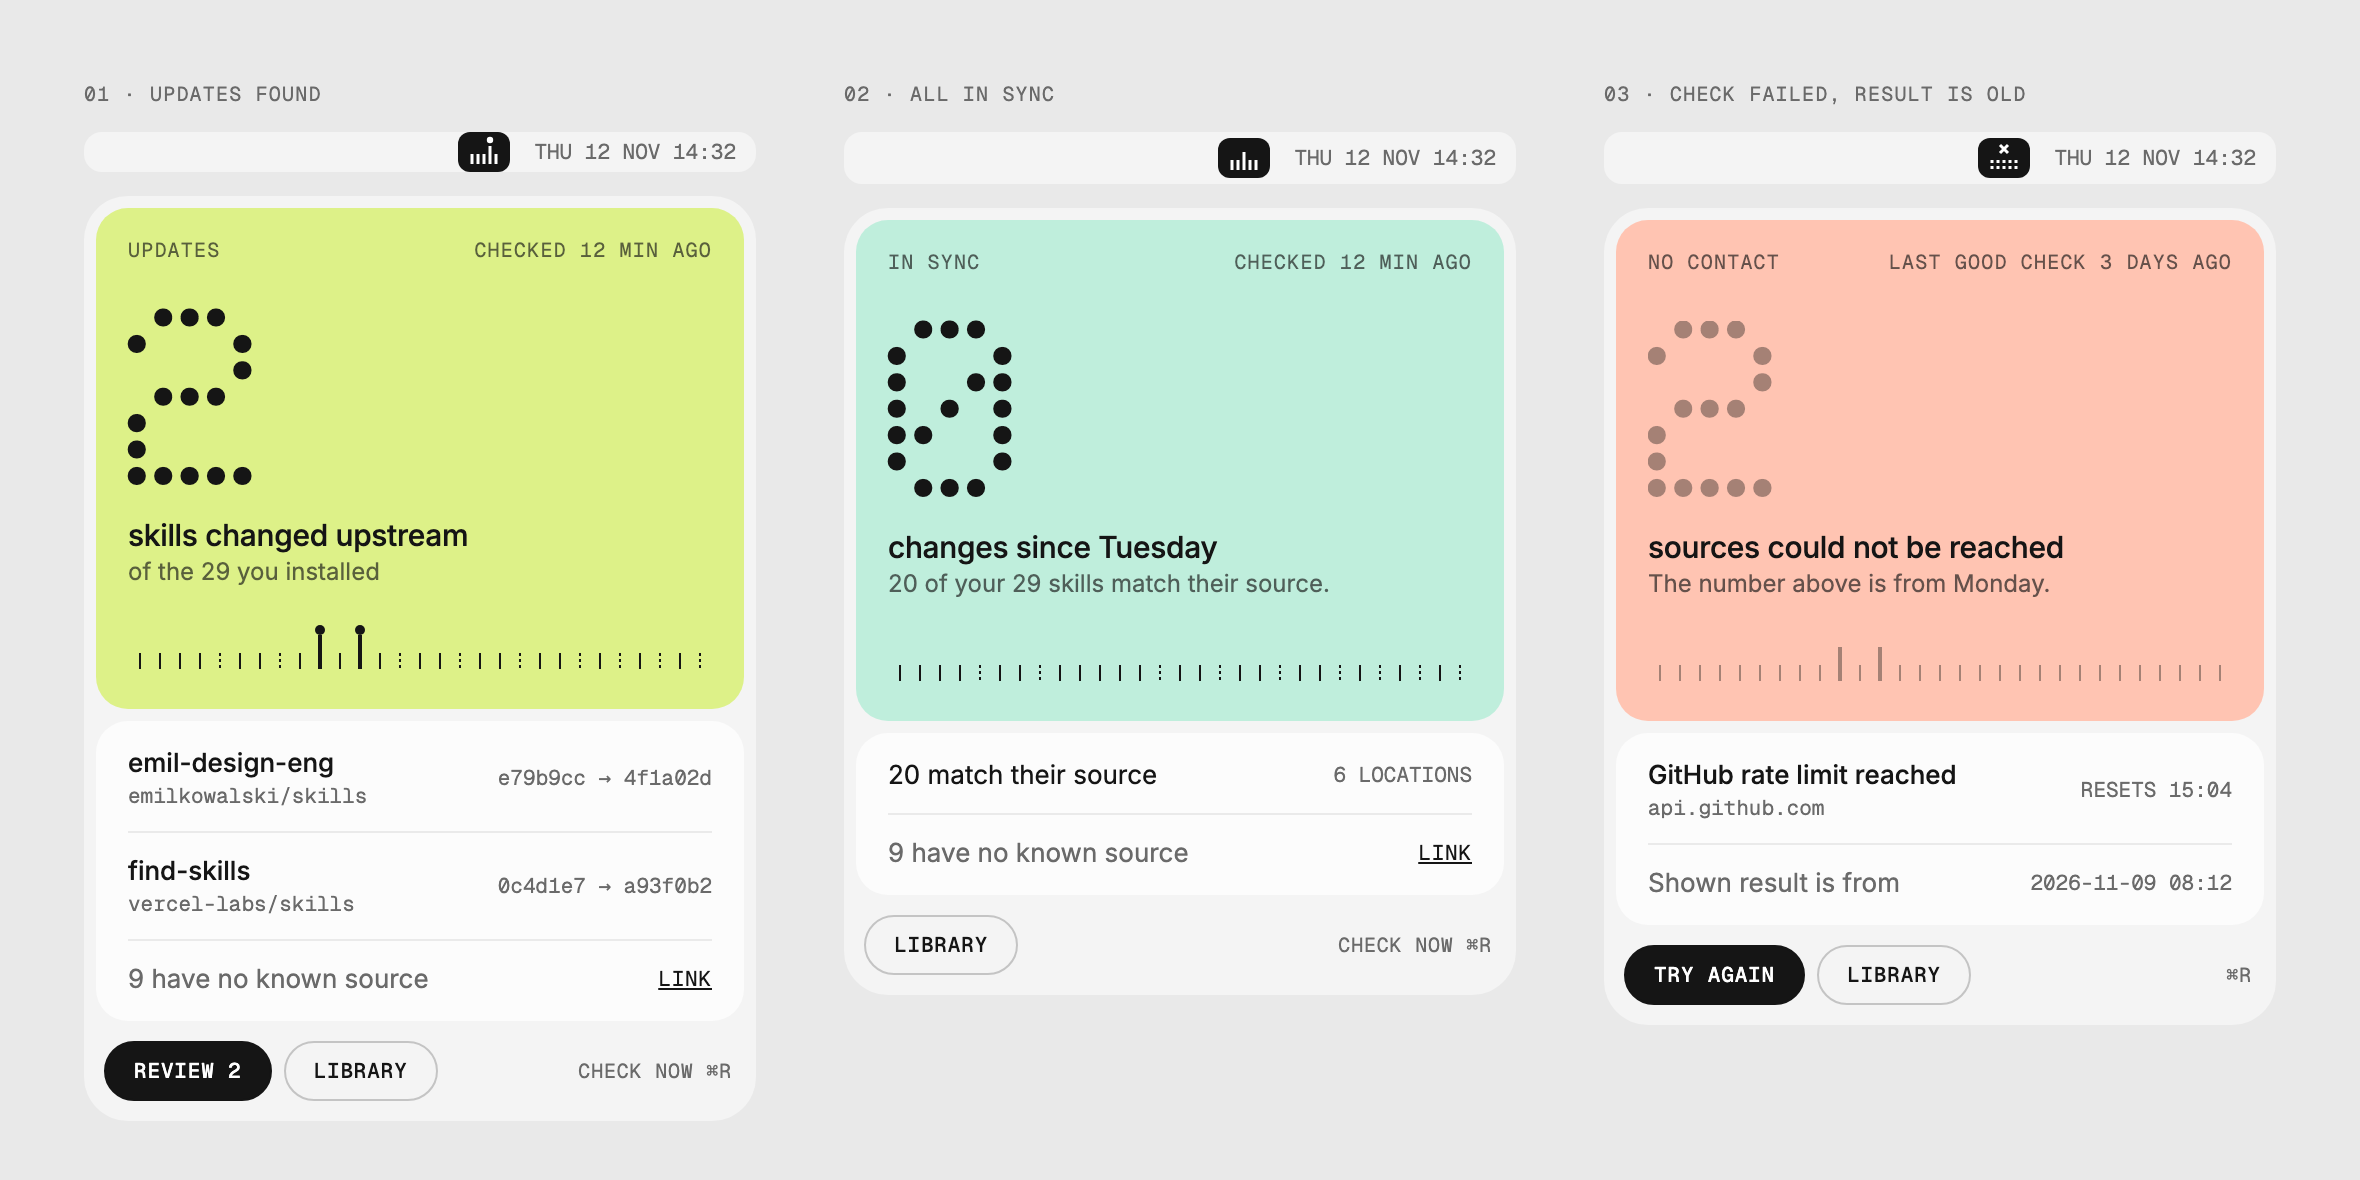 01 · UPDATES FOUND
THU 12 NOV 14:32
UPDATES
CHECKED 12 MIN AGO
2
skills changed upstream
of the 29 you installed
emil-design-eng
emilkowalski/skills
e79b9cc → 4f1a02d
find-skills
vercel-labs/skills
0c4d1e7 → a93f0b2
9 have no known source
LINK
REVIEW 2
LIBRARY
CHECK NOW ⌘R
02 · ALL IN SYNC
THU 12 NOV 14:32
IN SYNC
CHECKED 12 MIN AGO
0
changes since Tuesday
20 of your 29 skills match their source.
20 match their source
6 LOCATIONS
9 have no known source
LINK
LIBRARY
CHECK NOW ⌘R
03 · CHECK FAILED, RESULT IS OLD
THU 12 NOV 14:32
NO CONTACT
LAST GOOD CHECK 3 DAYS AGO
2
sources could not be reached
The number above is from Monday.
GitHub rate limit reached
api.github.com
RESETS 15:04
Shown result is from
2026-11-09 08:12
TRY AGAIN
LIBRARY
⌘R